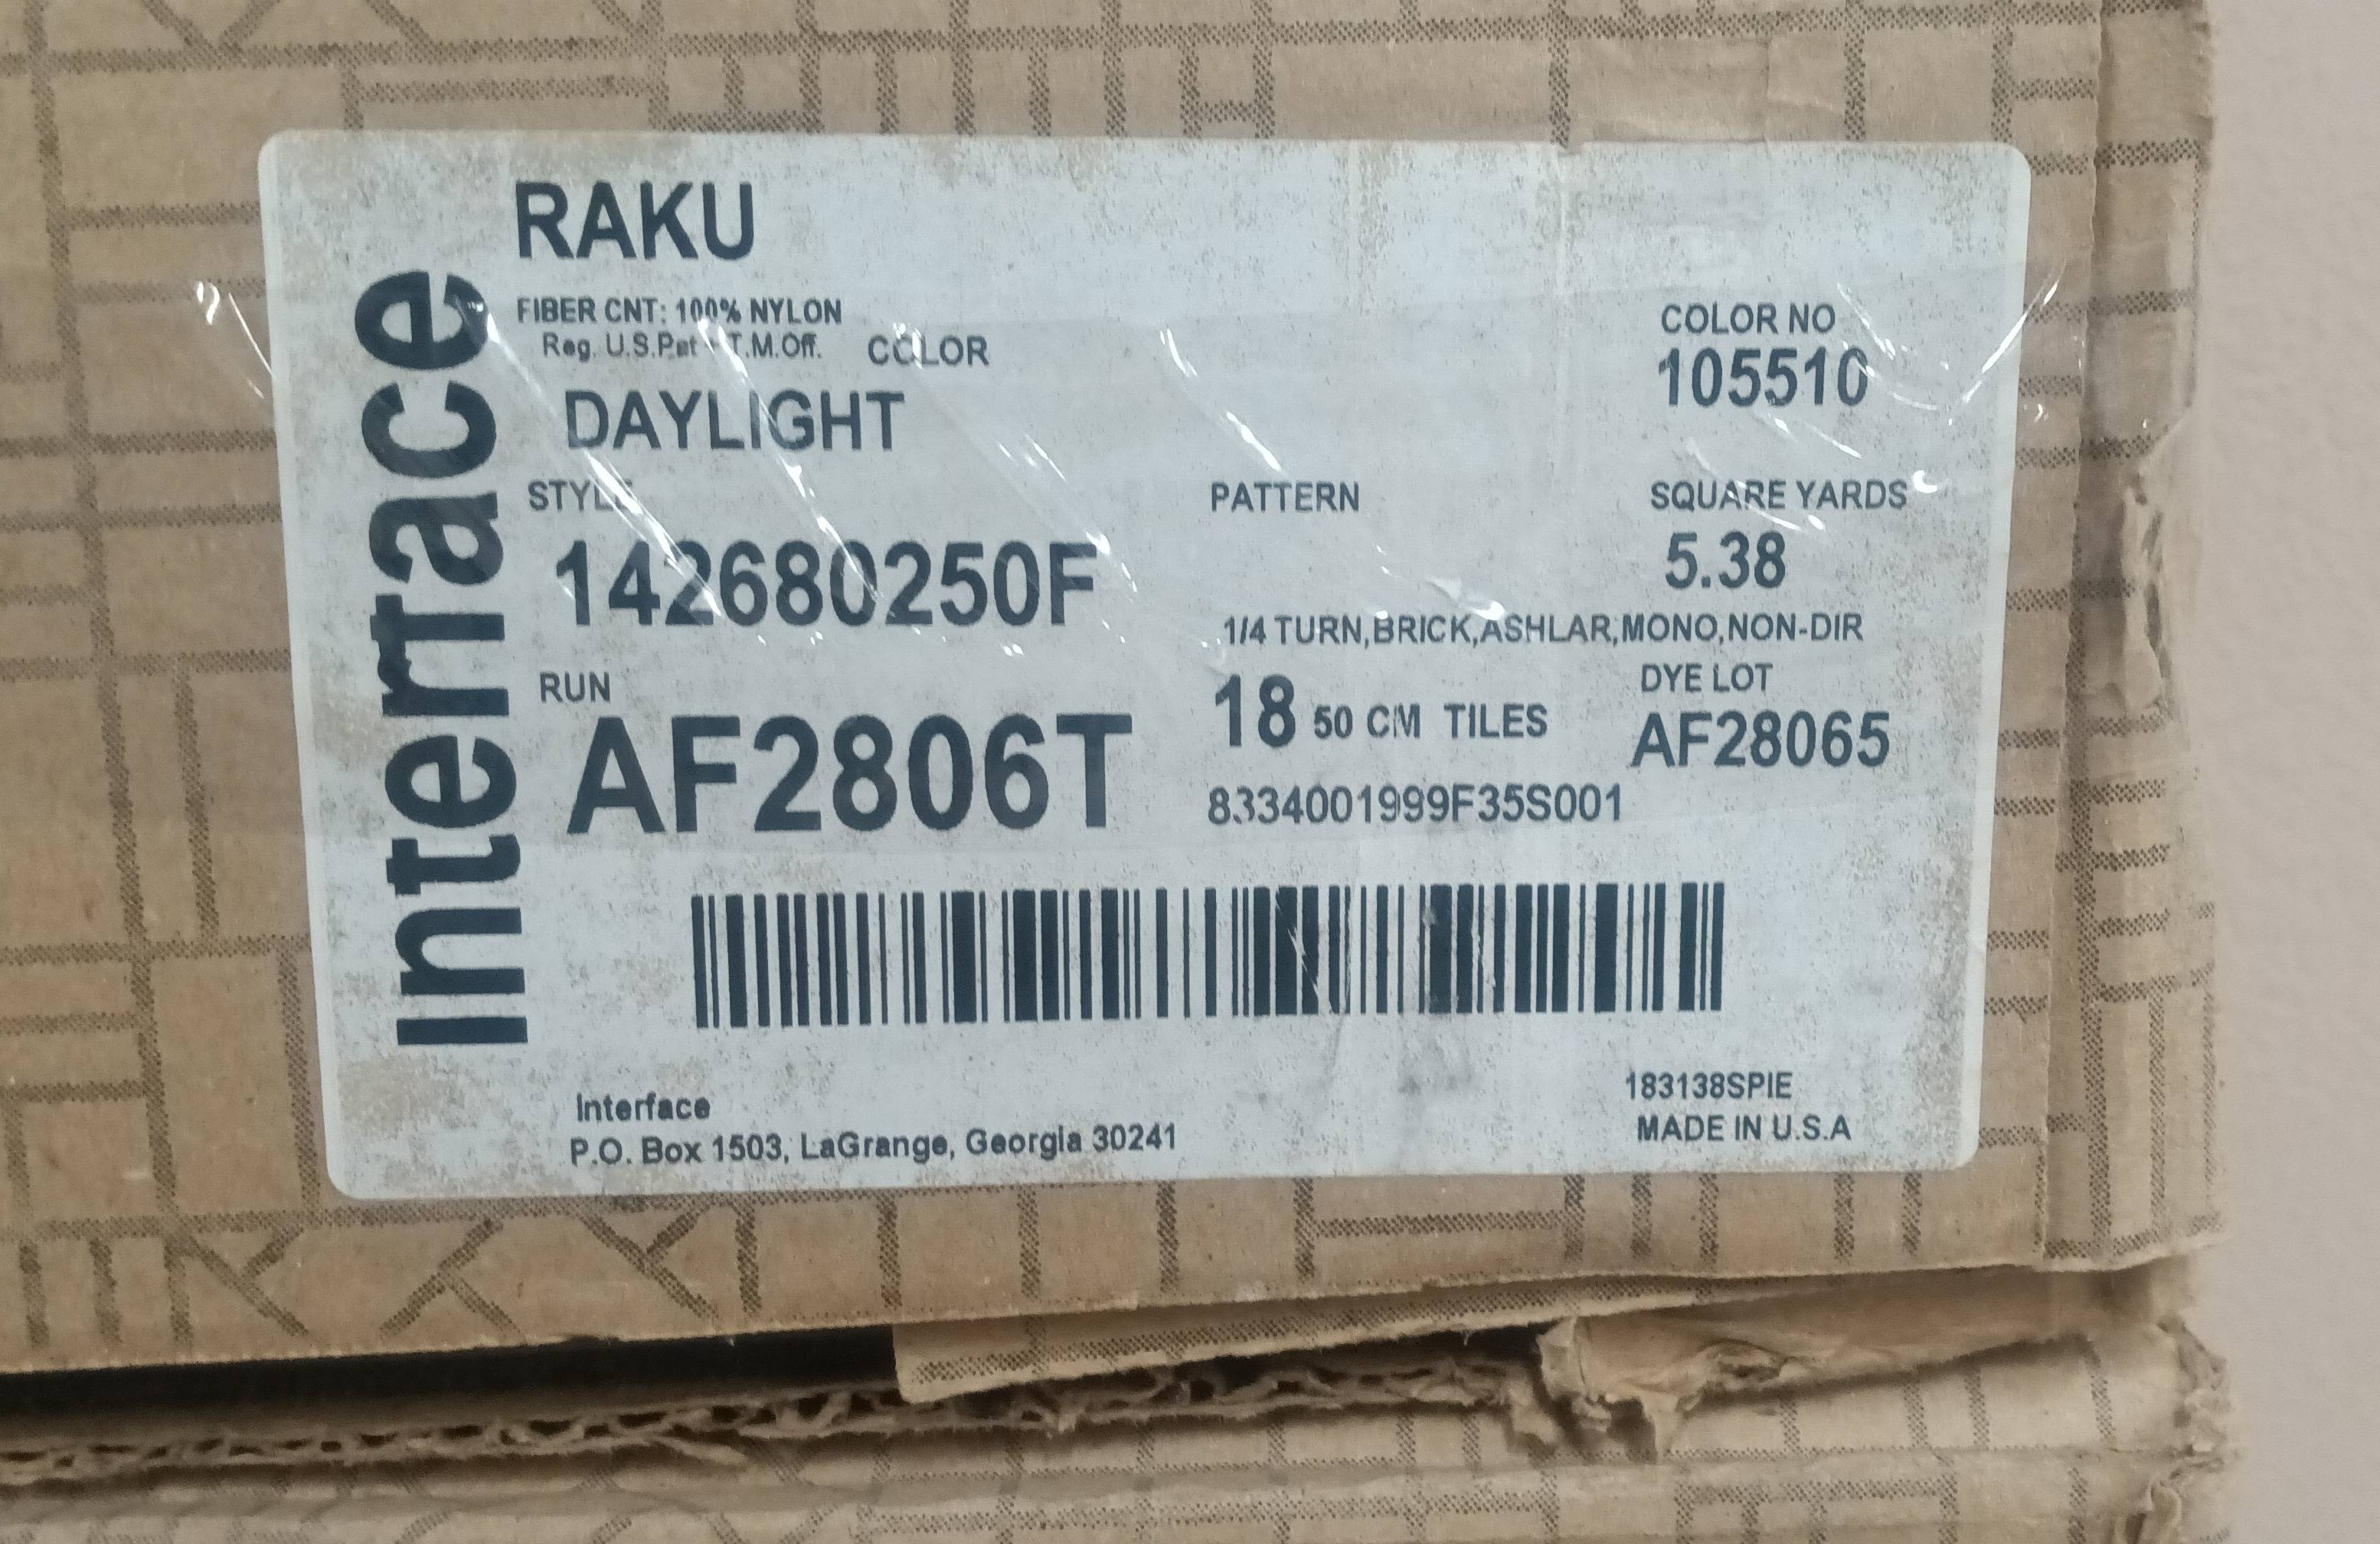 Interface
RAKU
FIBER CNT: 100% NYLON
Reg. U.S.Pat + T.M.Off.
COLOR
DAYLIGHT
COLOR NO
105510
STYLE
142680250F
PATTERN
SQUARE YARDS
5.38
1/4 TURN,BRICK,ASHLAR,MONO,NON-DIR
RUN
AF2806T
18 50 CM TILES
DYE LOT
AF28065
8334001999F35S001
Interface
P.O. Box 1503, LaGrange, Georgia 30241
183138SPIE
MADE IN U.S.A